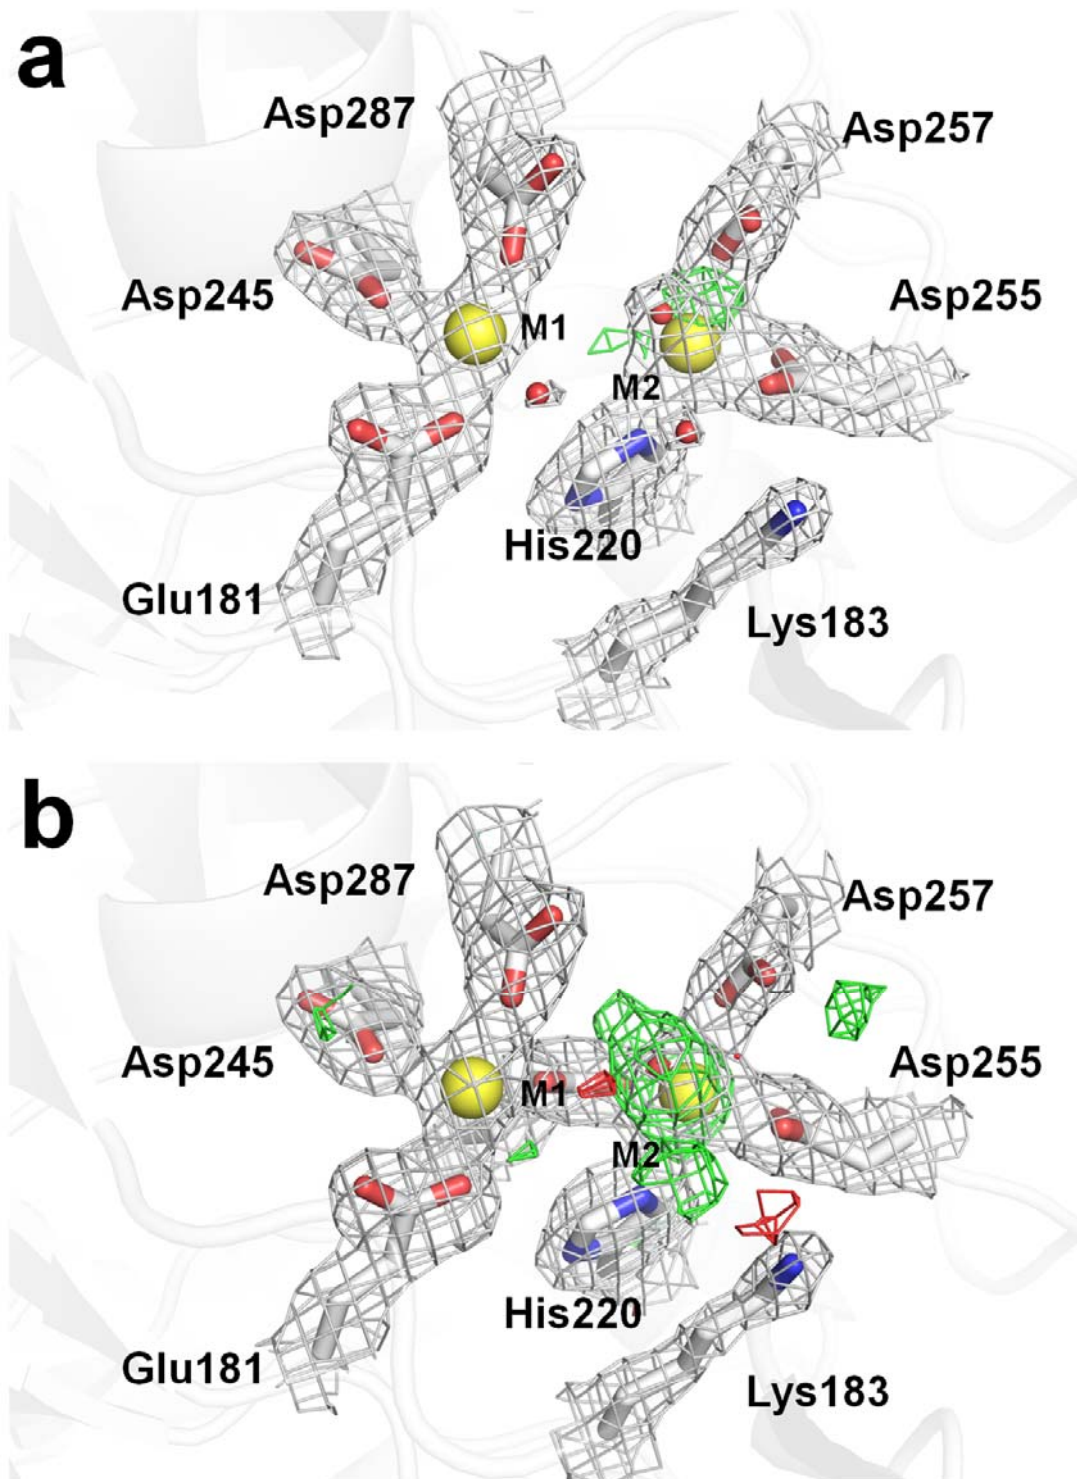 a
Asp287
Asp257
Asp245
Asp255
M1
M2
His220
Glu181
Lys183
b
Asp287
Asp257
Asp245
Asp255
M1
M2
His220
Glu181
Lys183